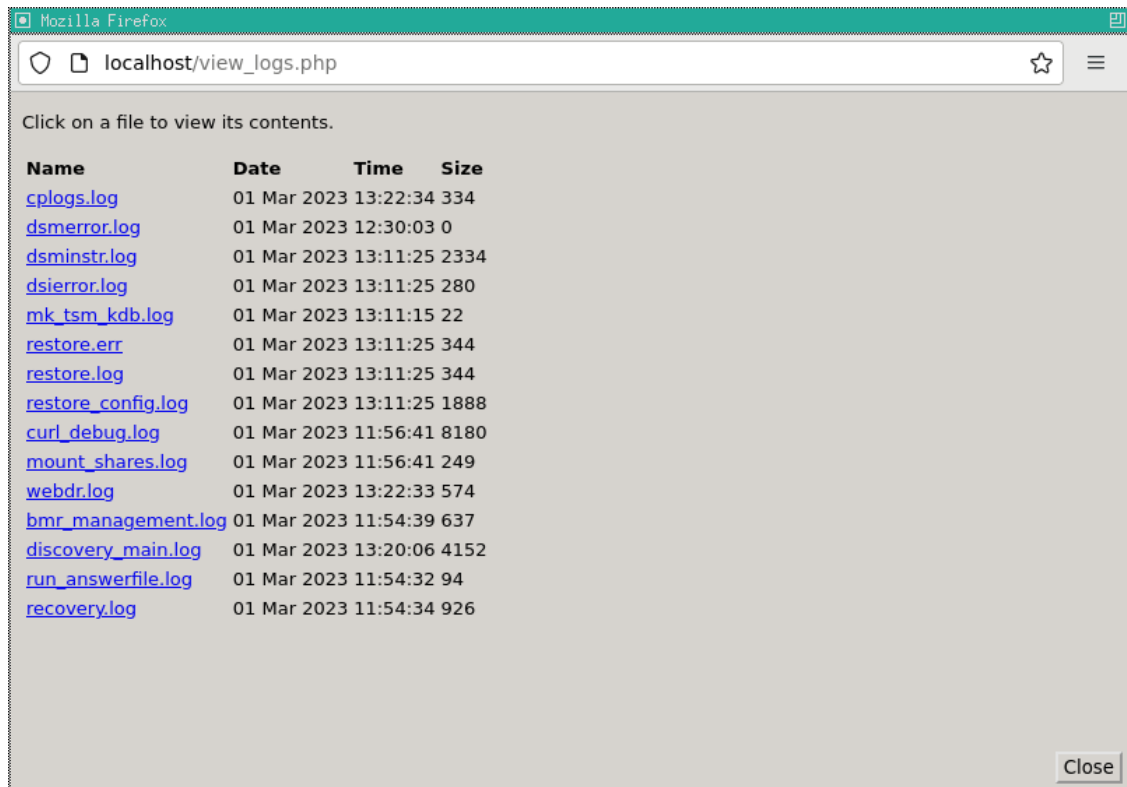 Mozilla Firefox
localhost/view_logs.php
Click on a file to view its contents.
Name Date Time Size
cplogs.log 01 Mar 2023 13:22:34 334
dsmerror.log 01 Mar 2023 12:30:03 0
dsminstr.log 01 Mar 2023 13:11:25 2334
dsierror.log 01 Mar 2023 13:11:25 280
mk_tsm_kdb.log 01 Mar 2023 13:11:15 22
restore.err 01 Mar 2023 13:11:25 344
restore.log 01 Mar 2023 13:11:25 344
restore_config.log 01 Mar 2023 13:11:25 1888
curl_debug.log 01 Mar 2023 11:56:41 8180
mount_shares.log 01 Mar 2023 11:56:41 249
webdr.log 01 Mar 2023 13:22:33 574
bmr_management.log 01 Mar 2023 11:54:39 637
discovery_main.log 01 Mar 2023 13:20:06 4152
run_answerfile.log 01 Mar 2023 11:54:32 94
recovery.log 01 Mar 2023 11:54:34 926
Close